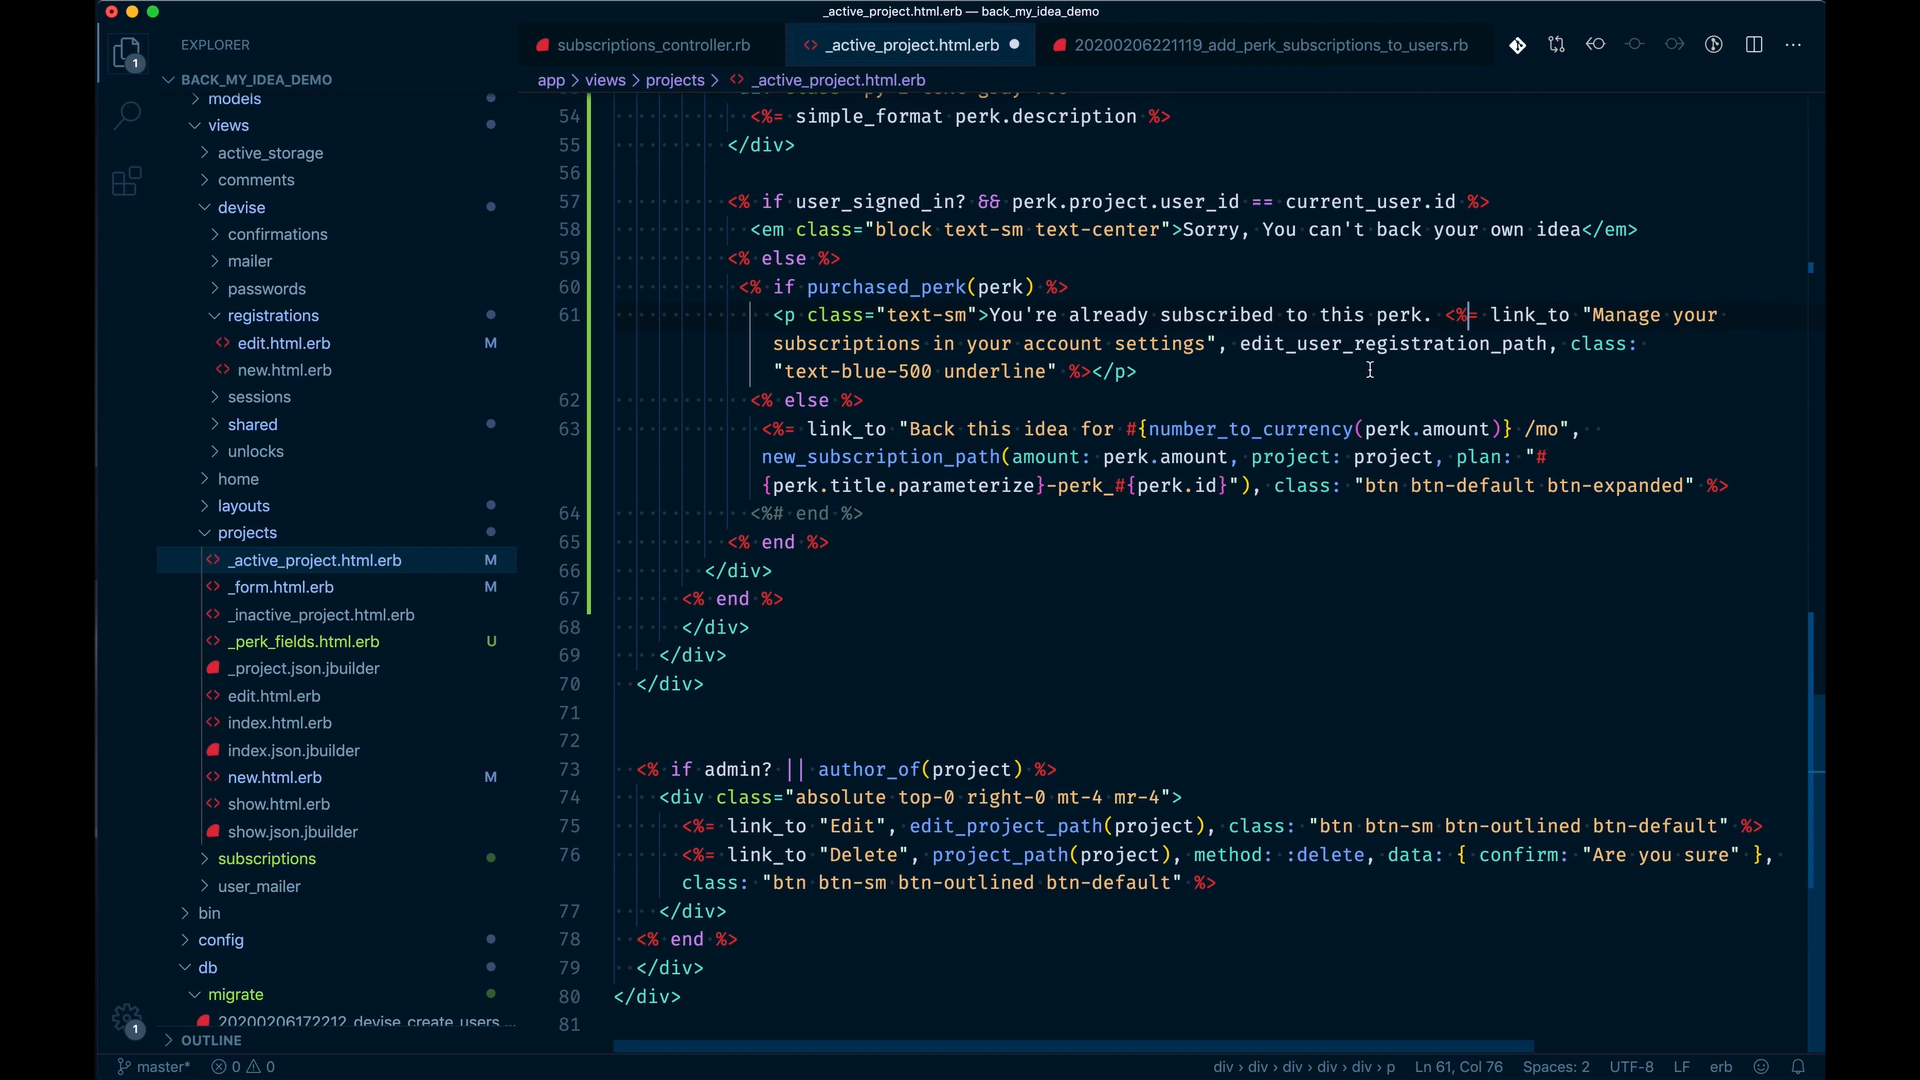 _active_project.html.erb — back_my_idea_demo
EXPLORER
subscriptions_controller.rb
_active_project.html.erb
20200206221119_add_perk_subscriptions_to_users.rb
BACK_MY_IDEA_DEMO
app > views > projects > <> _active_project.html.erb
models
views
active_storage
comments
devise
confirmations
mailer
passwords
registrations
edit.html.erb M
new.html.erb
sessions
shared
unlocks
home
layouts
projects
_active_project.html.erb M
_form.html.erb M
_inactive_project.html.erb
_perk_fields.html.erb U
_project.json.jbuilder
edit.html.erb
index.html.erb
index.json.jbuilder
new.html.erb M
show.html.erb
show.json.jbuilder
subscriptions
user_mailer
bin
config
db
migrate
20200206172212_devise_create_users...
OUTLINE
1
1
54 <%= simple_format perk.description %>
55 </div>
56
57 <% if user_signed_in? && perk.project.user_id == current_user.id %>
58 <em class="block text-sm text-center">Sorry, You can't back your own idea</em>
59 <% else %>
60 <% if purchased_perk(perk) %>
61 <p class="text-sm">You're already subscribed to this perk. <%= link_to "Manage your
subscriptions in your account settings", edit_user_registration_path, class:
"text-blue-500 underline" %></p>
62 <% else %>
63 <%= link_to "Back this idea for #{number_to_currency(perk.amount)} /mo",
new_subscription_path(amount: perk.amount, project: project, plan: "#
{perk.title.parameterize}-perk_#{perk.id}"), class: "btn btn-default btn-expanded" %>
64 <%# end %>
65 <% end %>
66 </div>
67 <% end %>
68 </div>
69 </div>
70 </div>
71
72
73 <% if admin? || author_of(project) %>
74 <div class="absolute top-0 right-0 mt-4 mr-4">
75 <%= link_to "Edit", edit_project_path(project), class: "btn btn-sm btn-outlined btn-default" %>
76 <%= link_to "Delete", project_path(project), method: :delete, data: { confirm: "Are you sure" },
class: "btn btn-sm btn-outlined btn-default" %>
77 </div>
78 <% end %>
79 </div>
80 </div>
81
master* 0 0 div › div › div › div › div › p Ln 61, Col 76 Spaces: 2 UTF-8 LF erb